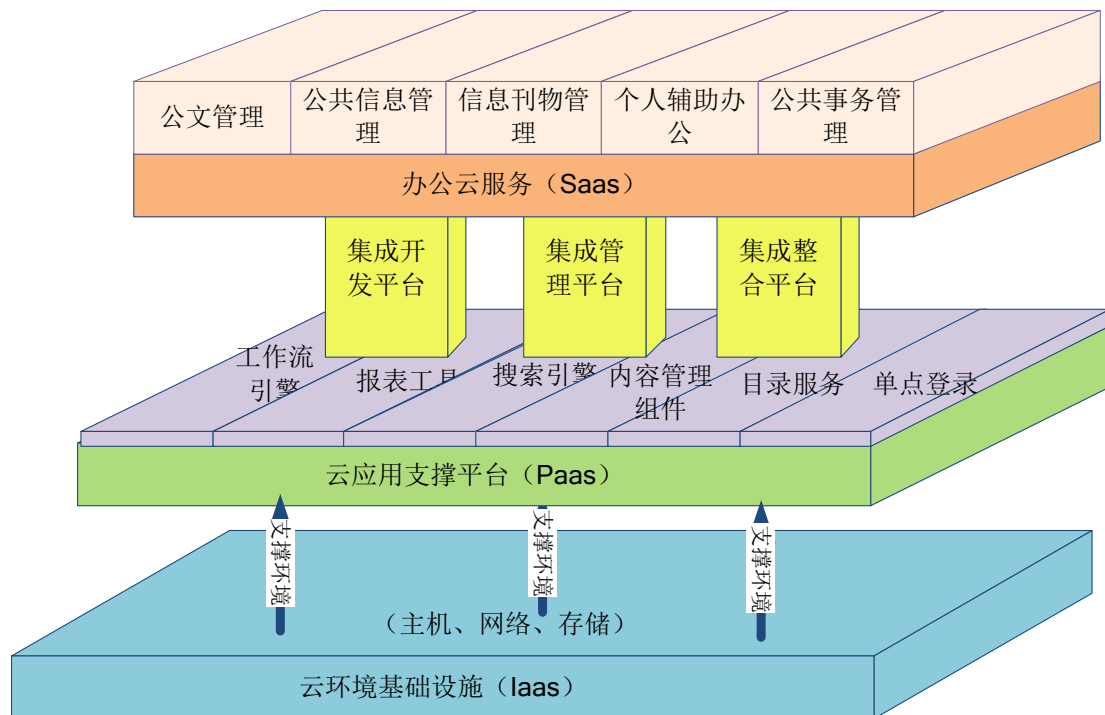 公文管理
公共信息管
理
信息刊物管
理
个人辅助办
公
公共事务管
理
办公云服务（Saas）
集成开
发平台
集成管
理平台
集成整
合平台
工作流
引擎
报表工具
搜索引擎
内容管理
组件
目录服务
单点登录
云应用支撑平台（Paas）
支撑环境
支撑环境
支撑环境
（主机、网络、存储）
云环境基础设施（Iaas）